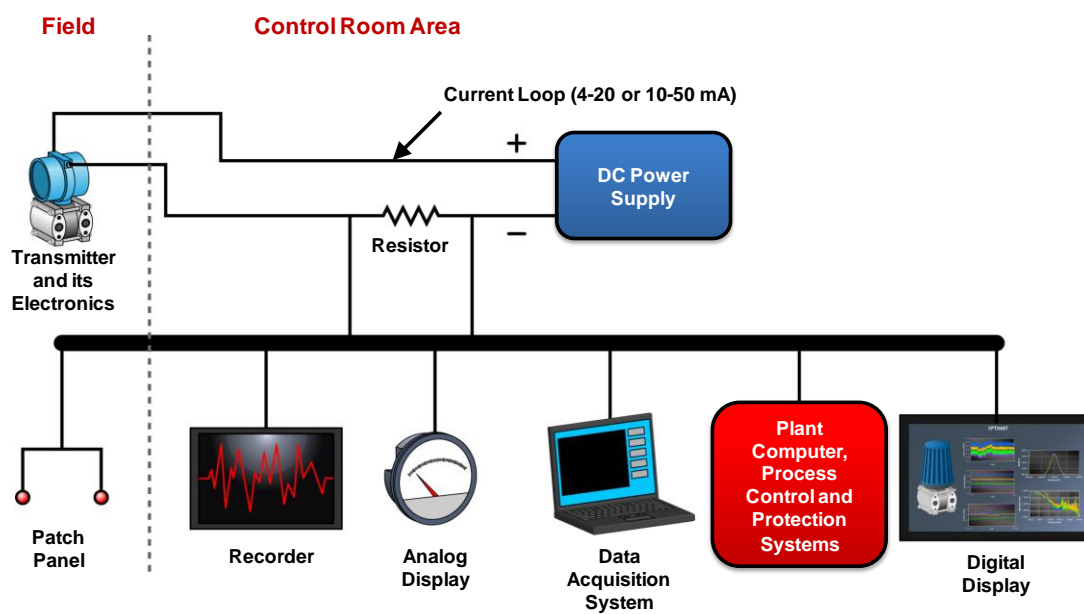 Field
Control Room Area
Current Loop (4-20 or 10-50 mA)
+
DC Power
Supply
–
Resistor
Transmitter
and its
Electronics
Patch
Panel
Recorder
Analog
Display
Data
Acquisition
System
Plant
Computer,
Process
Control and
Protection
Systems
1PT0407
Digital
Display